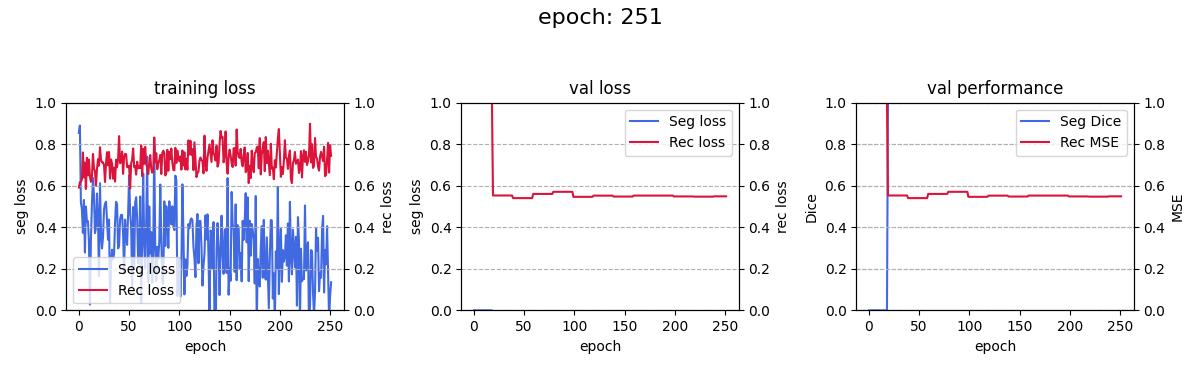 epoch: 251
training loss
val loss
val performance
1.0
0.8
0.6
0.4
0.2
0.0
seg loss
Seg loss
Rec loss
1.0
0.8
0.6
0.4
0.2
0.0
rec loss
0 50 100 150 200 250
epoch
1.0
0.8
0.6
0.4
0.2
0.0
seg loss
Seg loss
Rec loss
1.0
0.8
0.6
0.4
0.2
0.0
rec loss
0 50 100 150 200 250
epoch
1.0
0.8
0.6
0.4
0.2
0.0
Dice
Seg Dice
Rec MSE
1.0
0.8
0.6
0.4
0.2
0.0
MSE
0 50 100 150 200 250
epoch